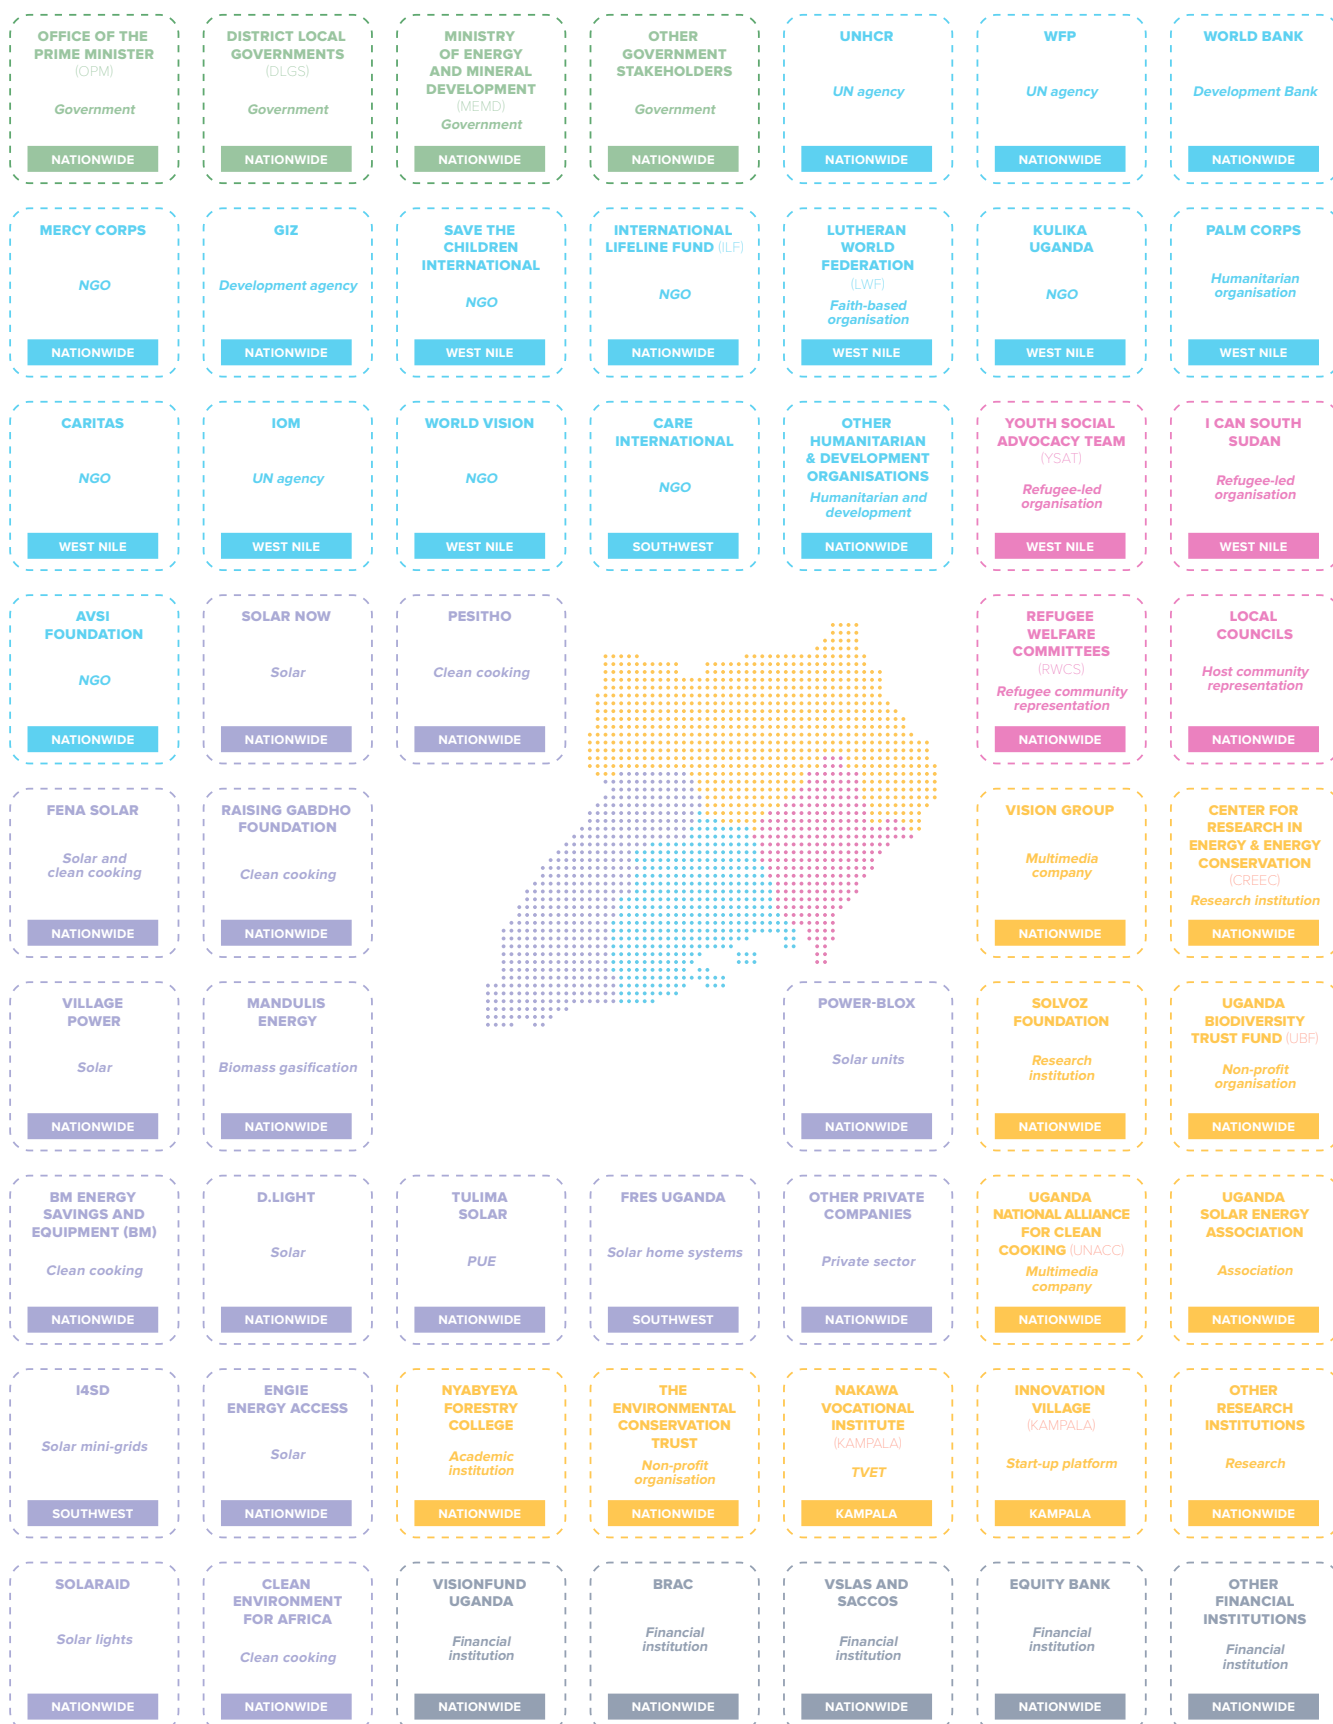 OFFICE OF THE
PRIME MINISTER
(OPM)
Government
NATIONWIDE
DISTRICT LOCAL
GOVERNMENTS
(DLGS)
Government
NATIONWIDE
MINISTRY
OF ENERGY
AND MINERAL
DEVELOPMENT
(MEMD)
Government
NATIONWIDE
OTHER
GOVERNMENT
STAKEHOLDERS
Government
NATIONWIDE
UNHCR
UN agency
NATIONWIDE
WFP
UN agency
NATIONWIDE
WORLD BANK
Development Bank
NATIONWIDE
MERCY CORPS
NGO
NATIONWIDE
GIZ
Development agency
NATIONWIDE
SAVE THE
CHILDREN
INTERNATIONAL
NGO
WEST NILE
INTERNATIONAL
LIFELINE FUND (ILF)
NGO
NATIONWIDE
LUTHERAN
WORLD
FEDERATION
(LWF)
Faith-based
organisation
WEST NILE
KULIKA
UGANDA
NGO
WEST NILE
PALM CORPS
Humanitarian
organisation
WEST NILE
CARITAS
NGO
WEST NILE
IOM
UN agency
WEST NILE
WORLD VISION
NGO
WEST NILE
CARE
INTERNATIONAL
NGO
SOUTHWEST
OTHER
HUMANITARIAN
& DEVELOPMENT
ORGANISATIONS
Humanitarian and
development
NATIONWIDE
YOUTH SOCIAL
ADVOCACY TEAM
(YSAT)
Refugee-led
organisation
WEST NILE
I CAN SOUTH
SUDAN
Refugee-led
organisation
WEST NILE
AVSI
FOUNDATION
NGO
NATIONWIDE
SOLAR NOW
Solar
NATIONWIDE
PESITHO
Clean cooking
NATIONWIDE
REFUGEE
WELFARE
COMMITTEES
(RWCS)
Refugee community
representation
NATIONWIDE
LOCAL
COUNCILS
Host community
representation
NATIONWIDE
FENA SOLAR
Solar and
clean cooking
NATIONWIDE
RAISING GABDHO
FOUNDATION
Clean cooking
NATIONWIDE
VISION GROUP
Multimedia
company
NATIONWIDE
CENTER FOR
RESEARCH IN
ENERGY & ENERGY
CONSERVATION
(CREEC)
Research institution
NATIONWIDE
VILLAGE
POWER
Solar
NATIONWIDE
MANDULIS
ENERGY
Biomass gasification
NATIONWIDE
POWER-BLOX
Solar units
NATIONWIDE
SOLVOZ
FOUNDATION
Research
institution
NATIONWIDE
UGANDA
BIODIVERSITY
TRUST FUND (UBF)
Non-profit
organisation
NATIONWIDE
BM ENERGY
SAVINGS AND
EQUIPMENT (BM)
Clean cooking
NATIONWIDE
D.LIGHT
Solar
NATIONWIDE
TULIMA
SOLAR
PUE
NATIONWIDE
FRES UGANDA
Solar home systems
SOUTHWEST
OTHER PRIVATE
COMPANIES
Private sector
NATIONWIDE
UGANDA
NATIONAL ALLIANCE
FOR CLEAN
COOKING (UNACC)
Multimedia
company
NATIONWIDE
UGANDA
SOLAR ENERGY
ASSOCIATION
Association
NATIONWIDE
I4SD
Solar mini-grids
SOUTHWEST
ENGIE
ENERGY ACCESS
Solar
NATIONWIDE
NYABYEYA
FORESTRY
COLLEGE
Academic
institution
NATIONWIDE
THE
ENVIRONMENTAL
CONSERVATION
TRUST
Non-profit
organisation
NATIONWIDE
NAKAWA
VOCATIONAL
INSTITUTE
(KAMPALA)
TVET
KAMPALA
INNOVATION
VILLAGE
(KAMPALA)
Start-up platform
KAMPALA
OTHER
RESEARCH
INSTITUTIONS
Research
NATIONWIDE
SOLARAID
Solar lights
NATIONWIDE
CLEAN
ENVIRONMENT
FOR AFRICA
Clean cooking
NATIONWIDE
VISIONFUND
UGANDA
Financial
institution
NATIONWIDE
BRAC
Financial
institution
NATIONWIDE
VSLAS AND
SACCOS
Financial
institution
NATIONWIDE
EQUITY BANK
Financial
institution
NATIONWIDE
OTHER
FINANCIAL
INSTITUTIONS
Financial
institution
NATIONWIDE